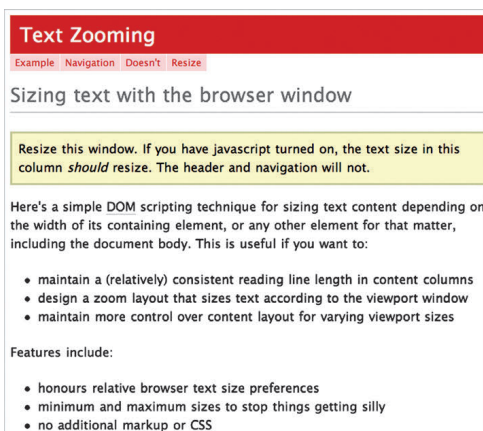 Text Zooming
Example Navigation Doesn't Resize
Sizing text with the browser window
Resize this window. If you have javascript turned on, the text size in this
column should resize. The header and navigation will not.
Here's a simple DOM scripting technique for sizing text content depending on
the width of its containing element, or any other element for that matter,
including the document body. This is useful if you want to:
• maintain a (relatively) consistent reading line length in content columns
• design a zoom layout that sizes text according to the viewport window
• maintain more control over content layout for varying viewport sizes
Features include:
• honours relative browser text size preferences
• minimum and maximum sizes to stop things getting silly
• no additional markup or CSS